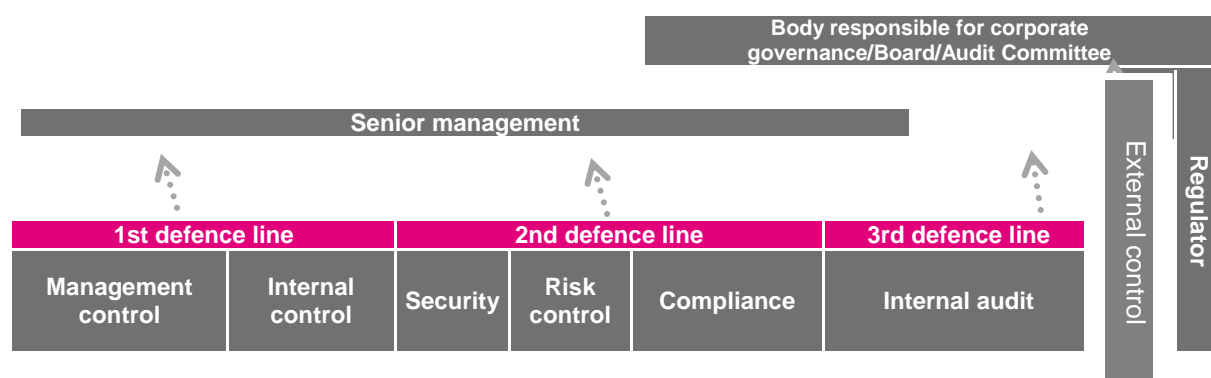 Body responsible for corporate
governance/Board/Audit Committee
Senior management
1st defence line
2nd defence line
3rd defence line
Management
control
Internal
control
Security
Risk
control
Compliance
Internal audit
External control
Regulator